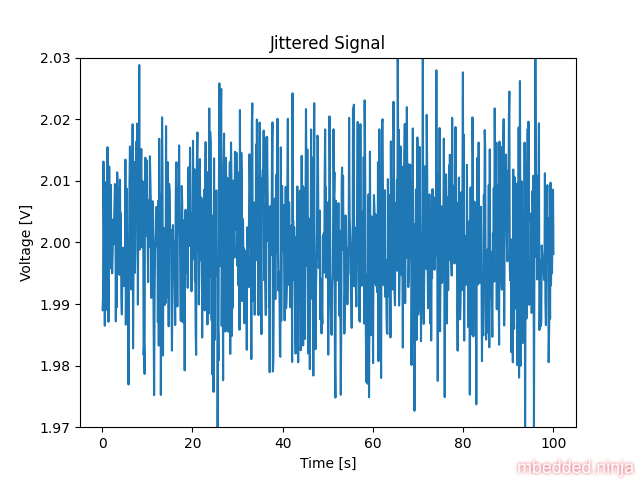 Jittered Signal
2.03
2.02
2.01
2.00
1.99
1.98
1.97
Voltage [V]
0 20 40 60 80 100
Time [s]
mbedded.ninja